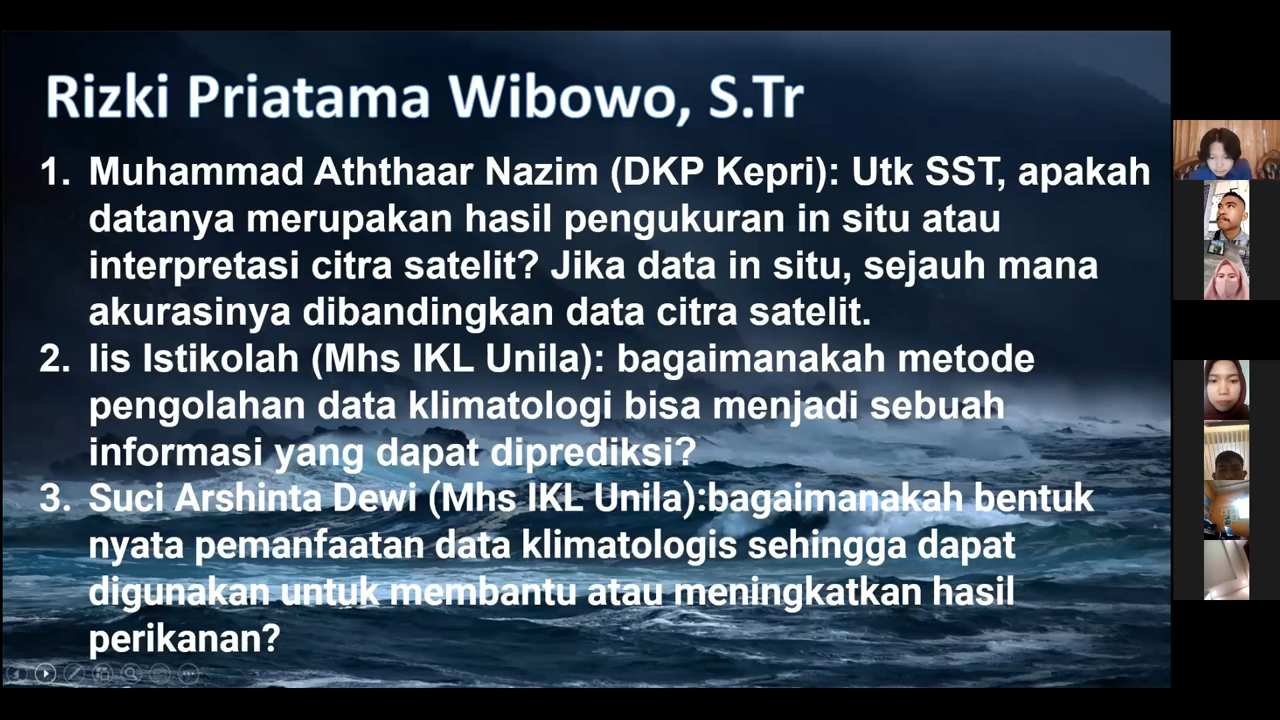 Rizki Priatama Wibowo, S.Tr
1. Muhammad Aththaar Nazim (DKP Kepri): Utk SST, apakah
datanya merupakan hasil pengukuran in situ atau
interpretasi citra satelit? Jika data in situ, sejauh mana
akurasinya dibandingkan data citra satelit.
2. Iis Istikolah (Mhs IKL Unila): bagaimanakah metode
pengolahan data klimatologi bisa menjadi sebuah
informasi yang dapat diprediksi?
3. Suci Arshinta Dewi (Mhs IKL Unila):bagaimanakah bentuk
nyata pemanfaatan data klimatologis sehingga dapat
digunakan untuk membantu atau meningkatkan hasil
perikanan?